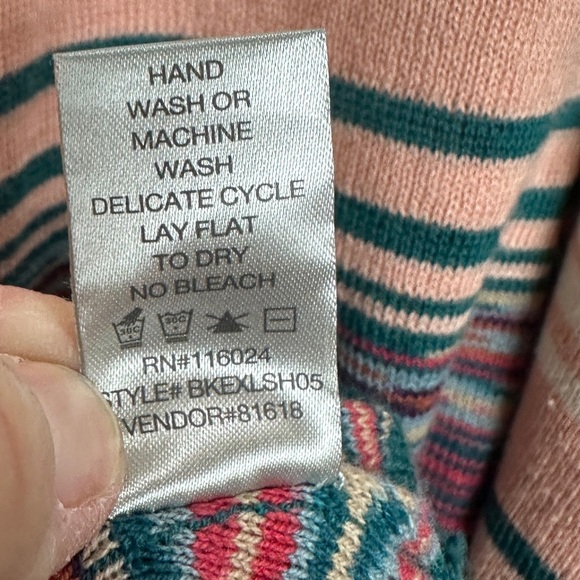 HAND
WASH OR
MACHINE
WASH
DELICATE CYCLE
LAY FLAT
TO DRY
NO BLEACH
RN#116024
STYLE# BKEXLSH05
VENDOR#81618